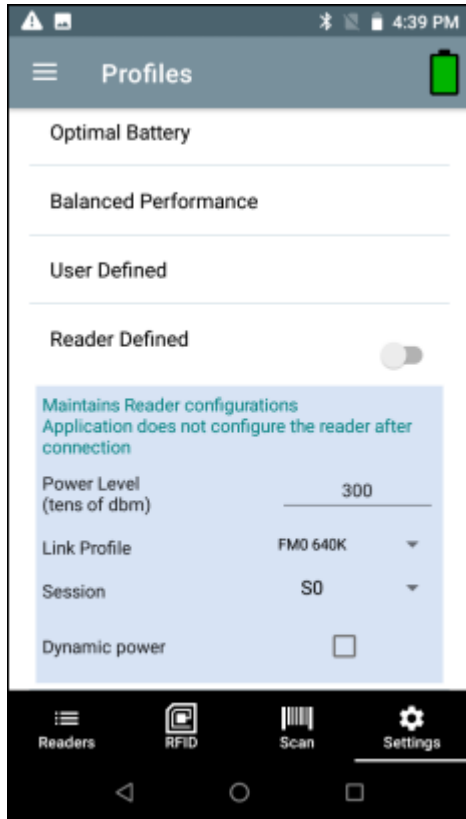 4:39 PM
Profiles
Optimal Battery
Balanced Performance
User Defined
Reader Defined
Maintains Reader configurations
Application does not configure the reader after
connection
Power Level
(tens of dbm)
300
Link Profile
FM0 640K
Session
S0
Dynamic power
Readers
RFID
Scan
Settings